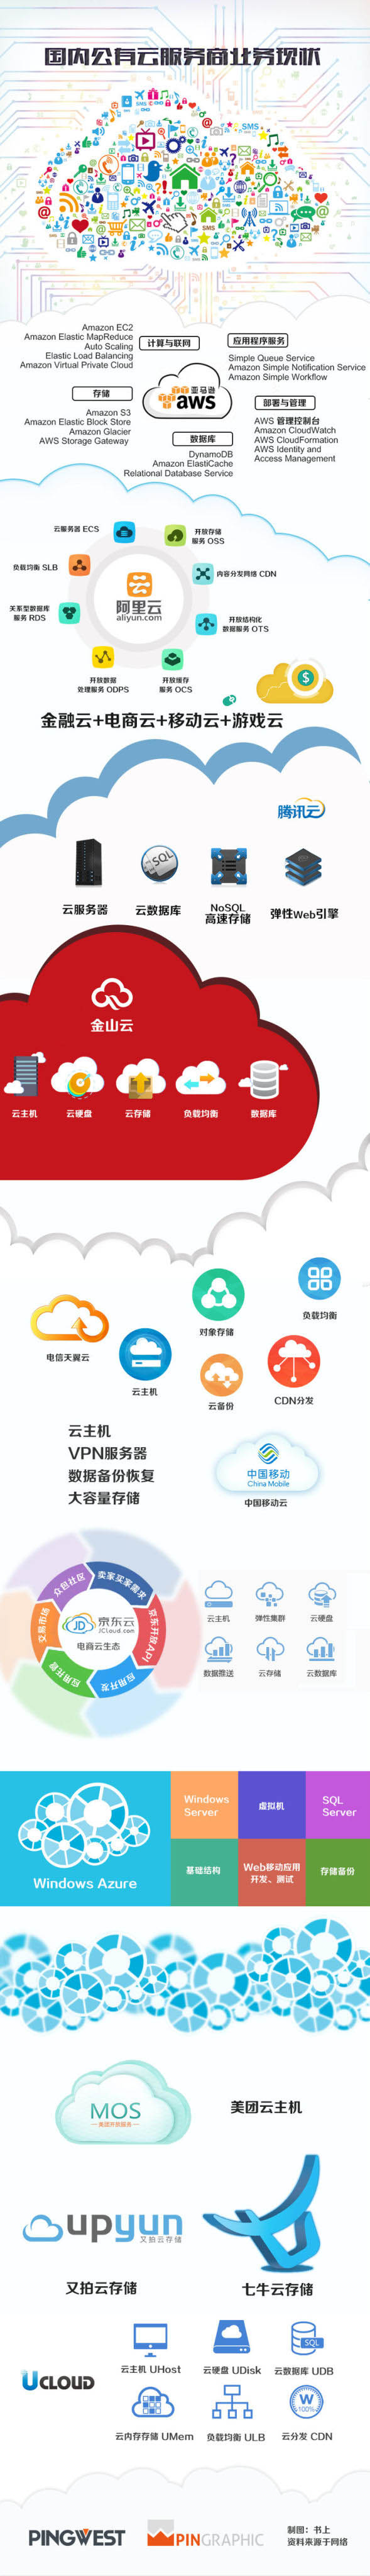 国内公有云服务商业务现状
SMS
SMS
SMS
Amazon EC2
Amazon Elastic MapReduce
Auto Scaling
Elastic Load Balancing
Amazon Virtual Private Cloud
计算与联网
应用程序服务
Simple Queue Service
Amazon Simple Notification Service
Amazon Simple Workflow
存储
亚马逊
aws
部署与管理
Amazon S3
Amazon Elastic Block Store
Amazon Glacier
AWS Storage Gateway
AWS 管理控制台
Amazon CloudWatch
AWS CloudFormation
AWS Identity and
Access Management
数据库
DynamoDB
Amazon ElastiCache
Relational Database Service
云服务器 ECS
开放存储
服务 OSS
负载均衡 SLB
内容分发网络 CDN
阿里云
aliyun.com
关系型数据库
服务 RDS
开放结构化
数据服务 OTS
开放数据
处理服务 ODPS
开放缓存
服务 OCS
金融云+电商云+移动云+游戏云
腾讯云
SQL
云服务器
云数据库
NoSQL
高速存储
弹性Web引擎
金山云
云主机
云硬盘
云存储
负载均衡
数据库
负载均衡
对象存储
电信天翼云
云主机
云备份
CDN分发
云主机
VPN服务器
数据备份恢复
大容量存储
中国移动
China Mobile
中国移动云
众包社区
卖家买家需求
交易市场
京东开放API
应用托管
应用开发
JD
京东云
JCloud.com
电商云生态
云主机
弹性集群
云硬盘
数据推送
云存储
云数据库
Windows Azure
Windows
Server
虚拟机
SQL
Server
基础结构
Web移动应用
开发、测试
存储备份
MOS
美团开放服务
美团云主机
upyun
又拍云存储
又拍云存储
七牛云存储
UCLOUD
云主机 UHost
云硬盘 UDisk
SQL
云数据库 UDB
云内存存储 UMem
负载均衡 ULB
W
100%
云分发 CDN
PINGWEST
PINGRAPHIC
制图：书上
资料来源于网络